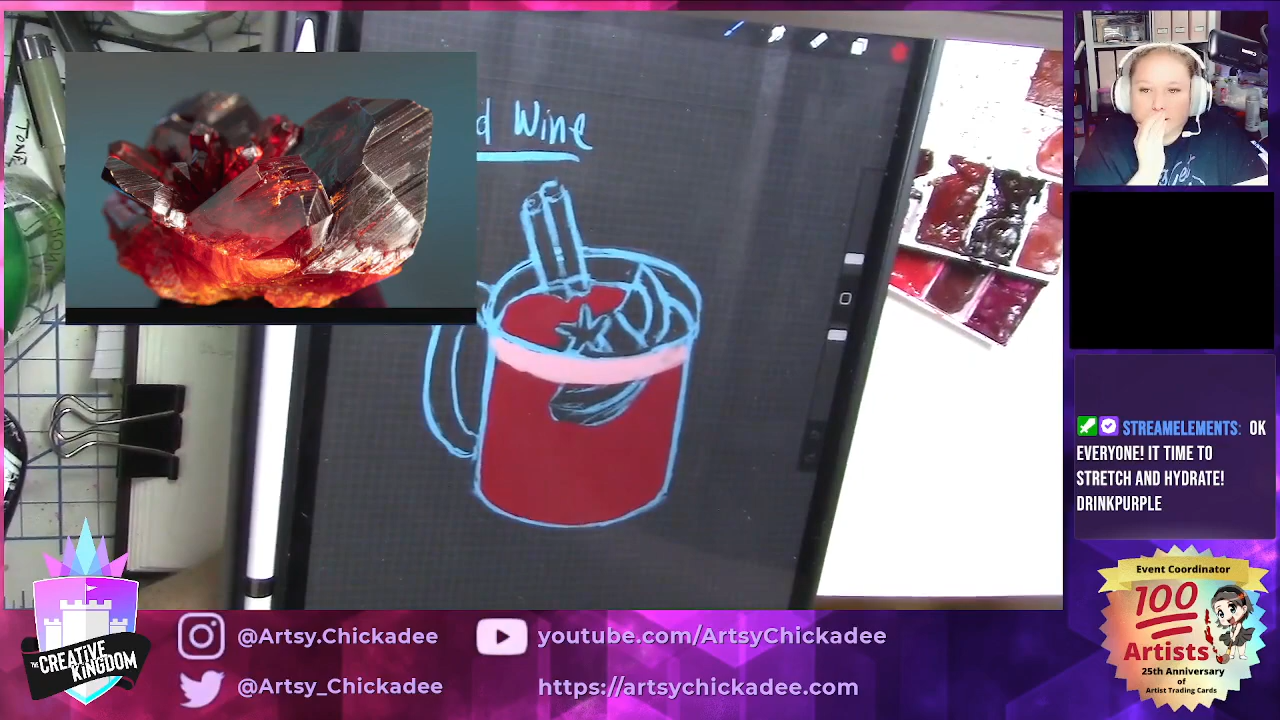 d Wine
STREAMELEMENTS: OK
EVERYONE! IT TIME TO
STRETCH AND HYDRATE!
DRINKPURPLE
THE CREATIVE
KINGDOM
@Artsy.Chickadee
youtube.com/ArtsyChickadee
@Artsy_Chickadee
https://artsychickadee.com
Event Coordinator
100
Artists
25th Anniversary
of
Artist Trading Cards